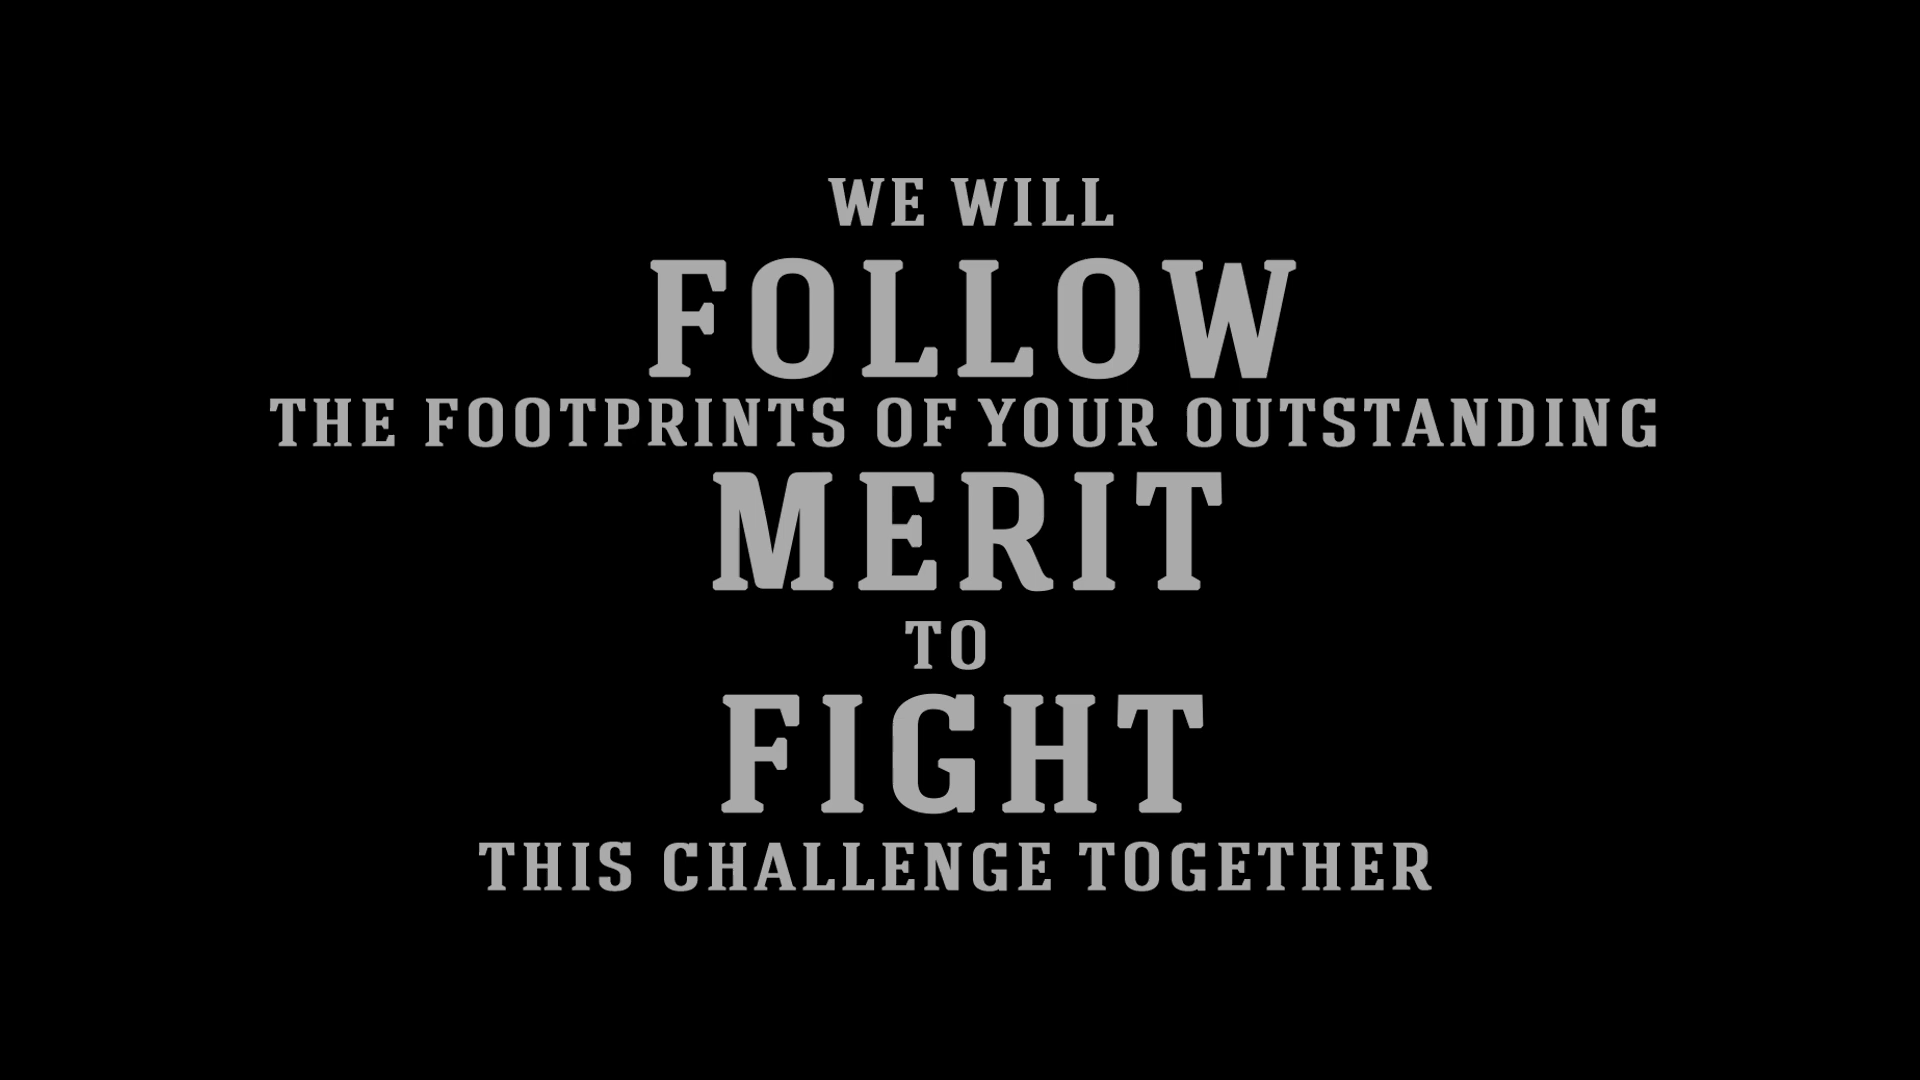 WE WILL
FOLLOW
THE FOOTPRINTS OF YOUR OUTSTANDING
MERIT
TO
FIGHT
THIS CHALLENGE TOGETHER